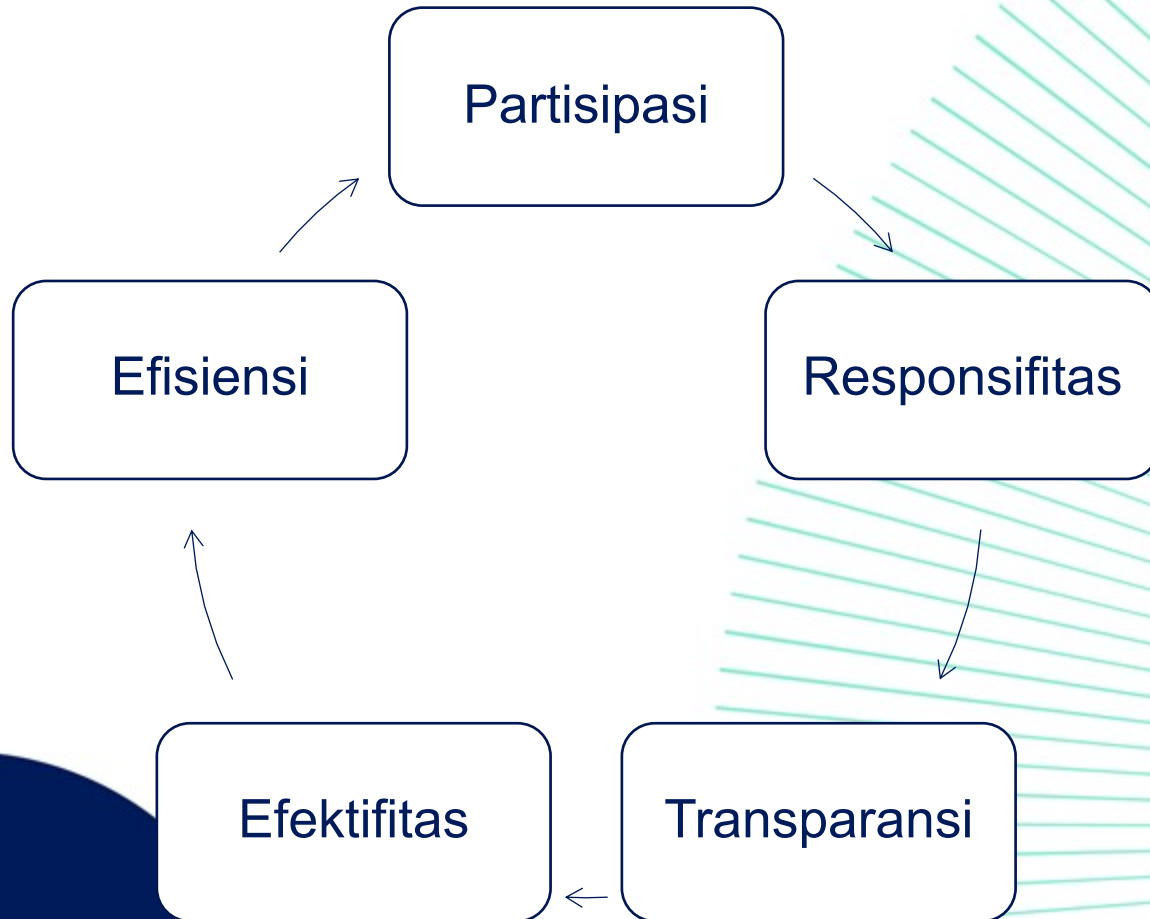 Partisipasi
Responsifitas
Transparansi
Efektifitas
Efisiensi